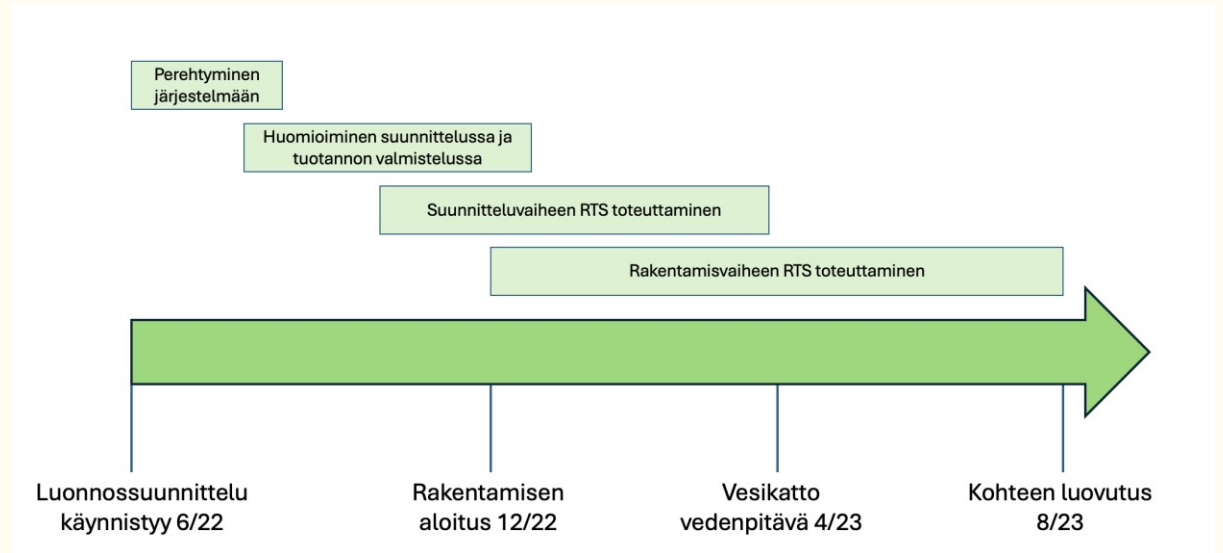 Perehtyminen
järjestelmään
Huomioiminen suunnittelussa ja
tuotannon valmistelussa
Suunnitteluvaiheen RTS toteuttaminen
Rakentamisvaiheen RTS toteuttaminen
Luonnossuunnittelu
käynnistyy 6/22
Rakentamisen
aloitus 12/22
Vesikatto
vedenpitävä 4/23
Kohteen luovutus
8/23